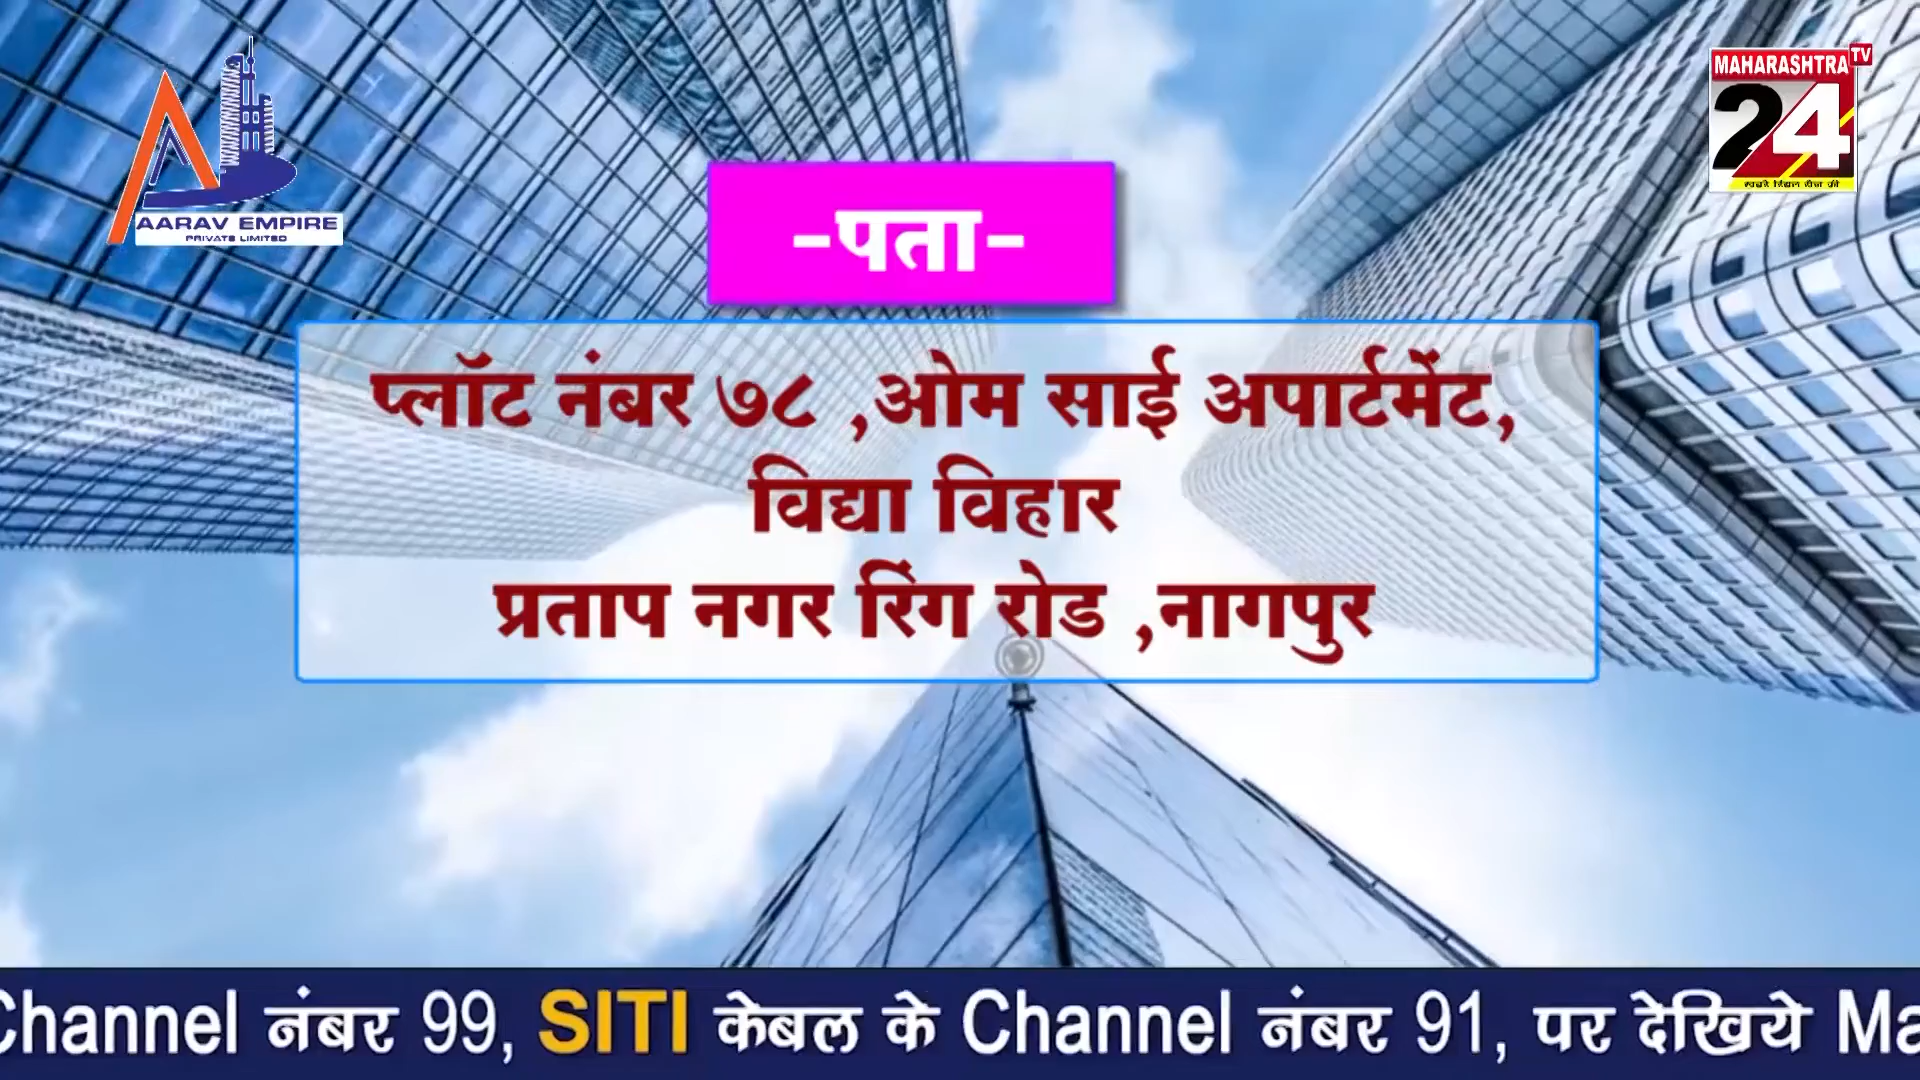 AARAV EMPIRE
PRIVATE LIMITED
MAHARASHTRA TV
24
-पता-
प्लॉट नंबर ७८ ,ओम साई अपार्टमेंट,
विद्या विहार
प्रताप नगर रिंग रोड ,नागपुर
Channel नंबर 99, SITI केबल के Channel नंबर 91, पर देखिये Ma